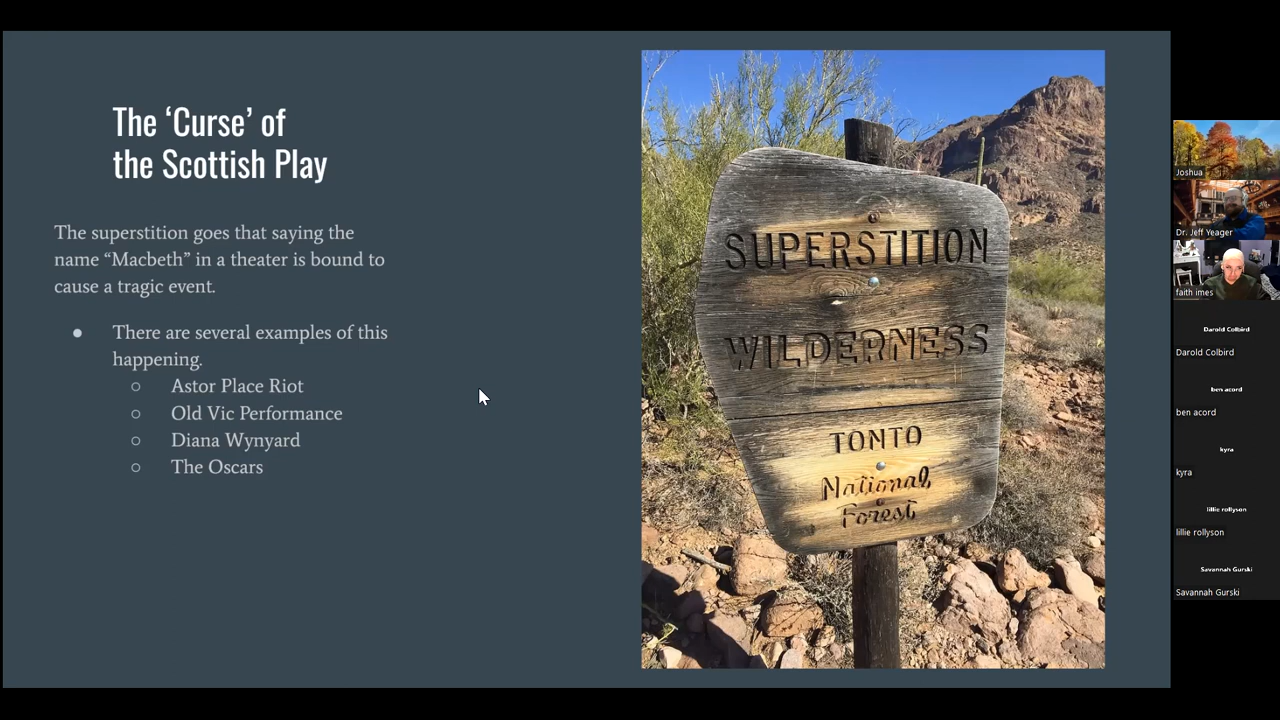 The ‘Curse’ of
the Scottish Play
The superstition goes that saying the
name “Macbeth” in a theater is bound to
cause a tragic event.
● There are several examples of this
happening.
○ Astor Place Riot
○ Old Vic Performance
○ Diana Wynyard
○ The Oscars
SUPERSTITION
WILDERNESS
TONTO
National
Forest
Joshua
Dr. Jeff Yeager
faith imes
Darold Colbird
Darold Colbird
ben acord
ben acord
kyra
kyra
lillie rollyson
lillie rollyson
Savannah Gurski
Savannah Gurski